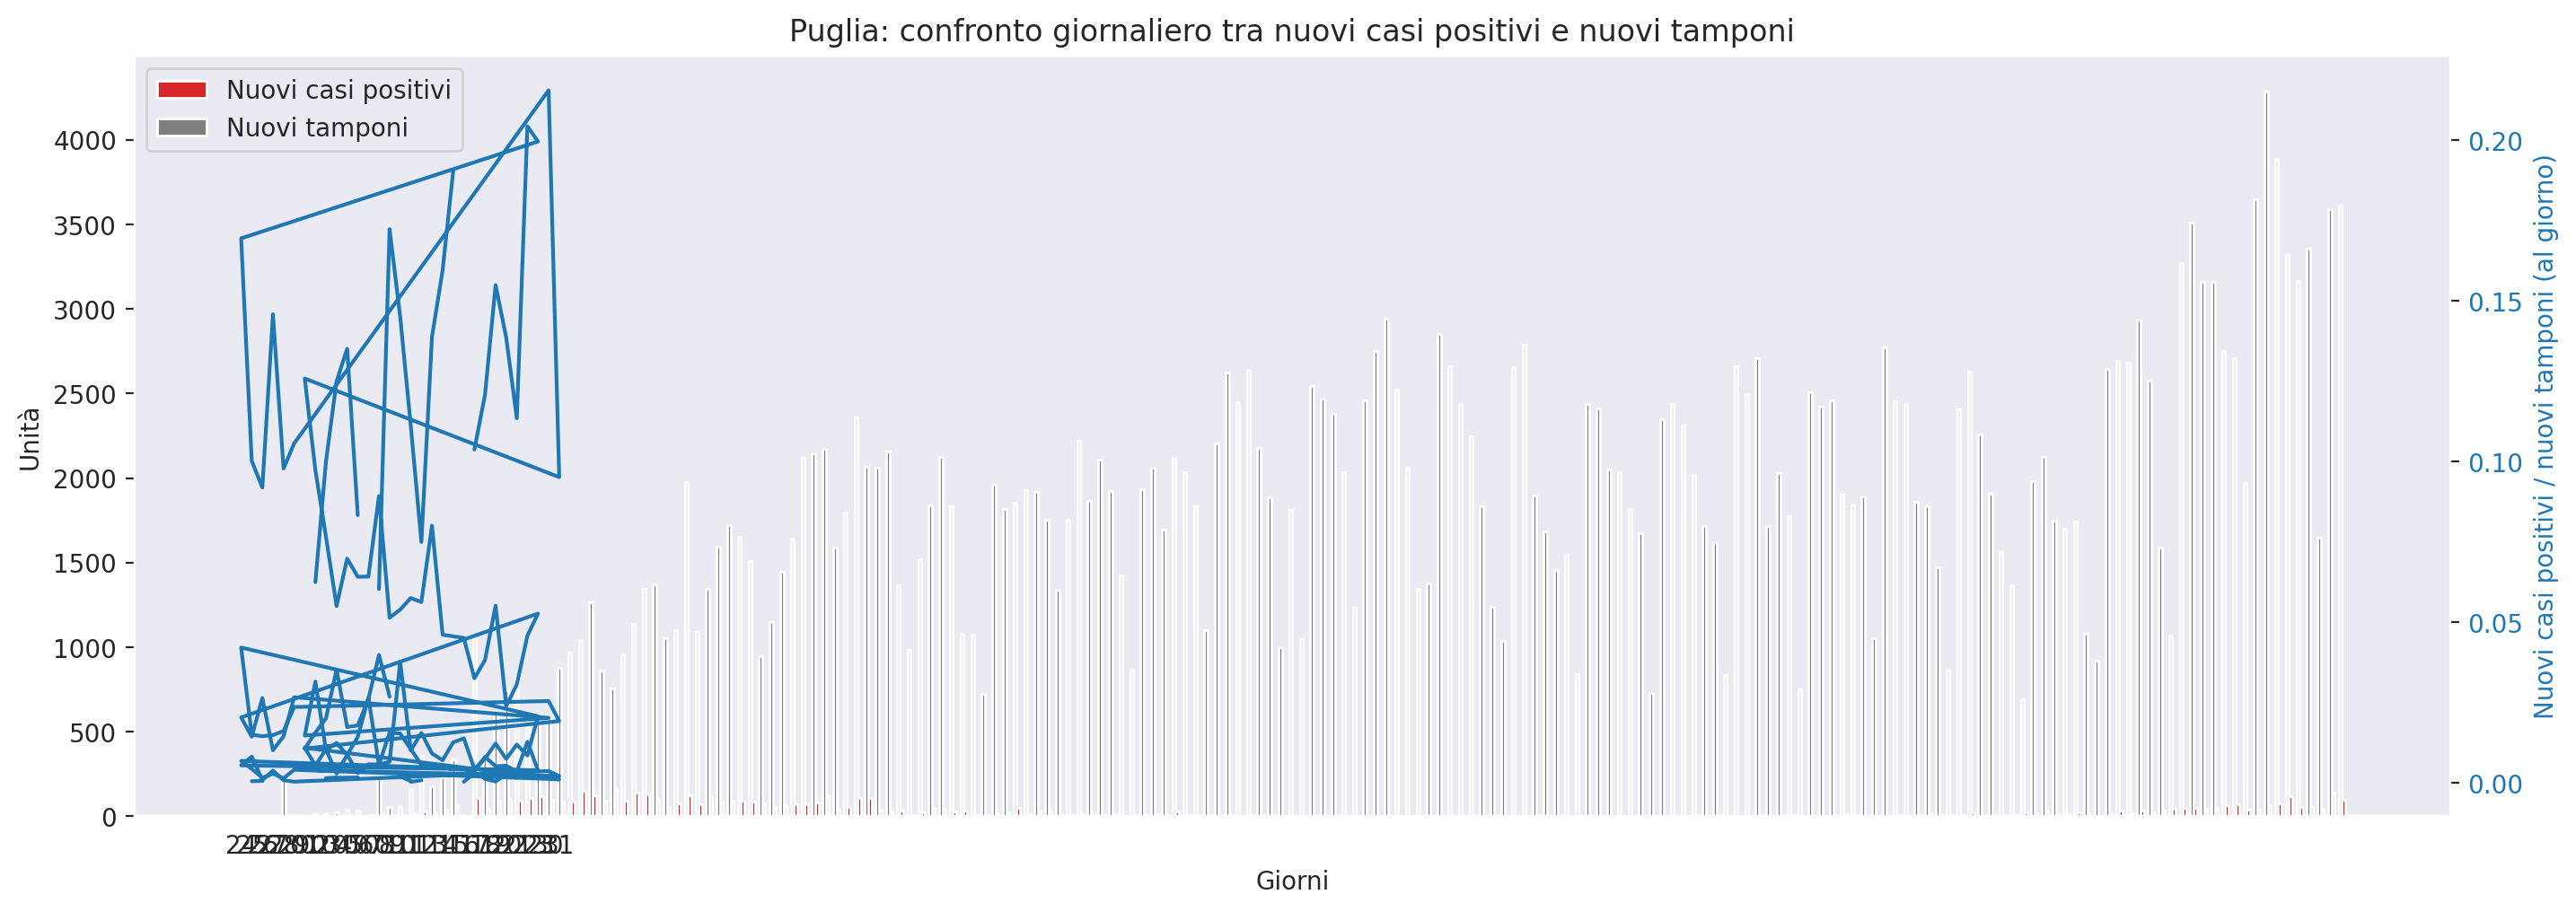 Puglia: confronto giornaliero tra nuovi casi positivi e nuovi tamponi
Nuovi casi positivi
Nuovi tamponi
4000
3500
3000
2500
2000
1500
1000
500
0
Unità
0.20
0.15
0.10
0.05
0.00
Nuovi casi positivi / nuovi tamponi (al giorno)
Giorni